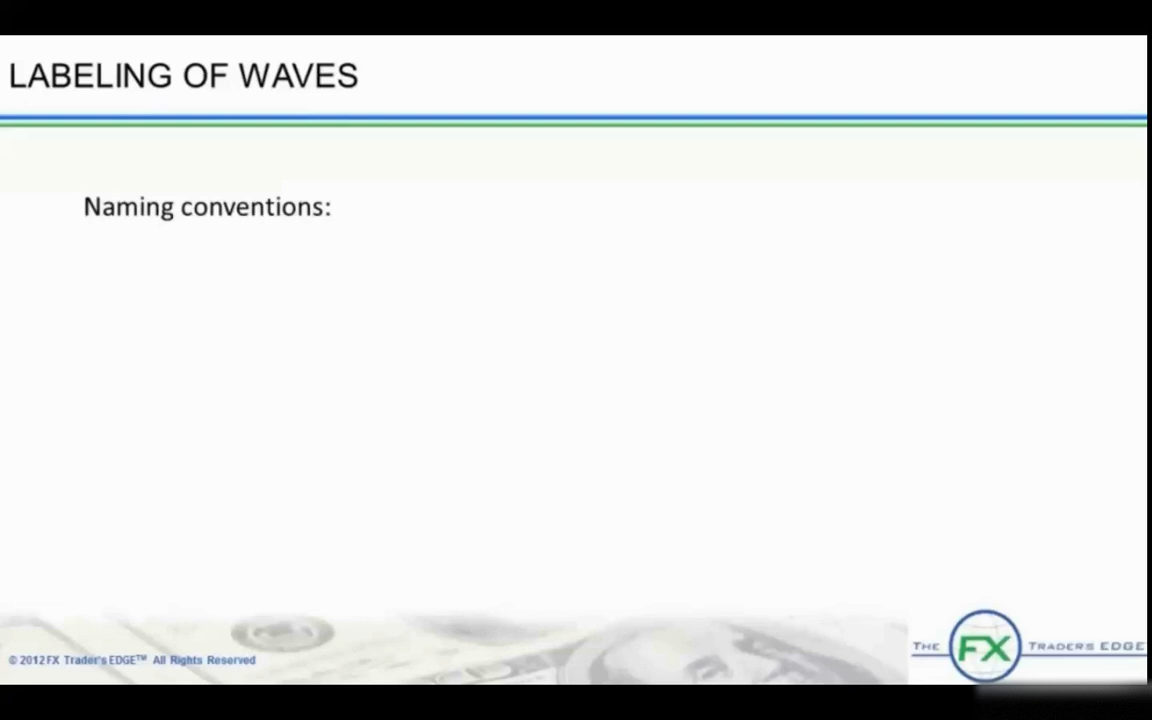 LABELING OF WAVES
Naming conventions:
© 2012 FX Trader's EDGE™ All Rights Reserved
THE FX TRADERS EDGE